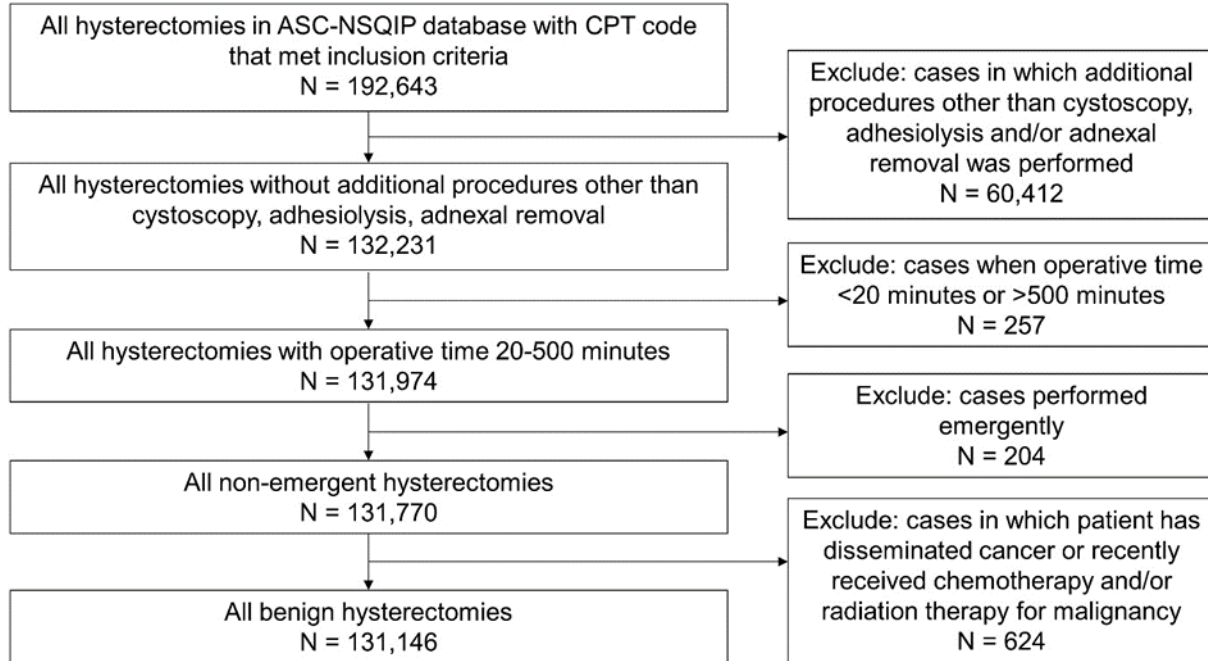 All hysterectomies in ASC-NSQIP database with CPT code
that met inclusion criteria
N = 192,643
Exclude: cases in which additional
procedures other than cystoscopy,
adhesiolysis and/or adnexal
removal was performed
N = 60,412
All hysterectomies without additional procedures other than
cystoscopy, adhesiolysis, adnexal removal
N = 132,231
Exclude: cases when operative time
<20 minutes or >500 minutes
N = 257
All hysterectomies with operative time 20-500 minutes
N = 131,974
Exclude: cases performed
emergently
N = 204
All non-emergent hysterectomies
N = 131,770
Exclude: cases in which patient has
disseminated cancer or recently
received chemotherapy and/or
radiation therapy for malignancy
N = 624
All benign hysterectomies
N = 131,146